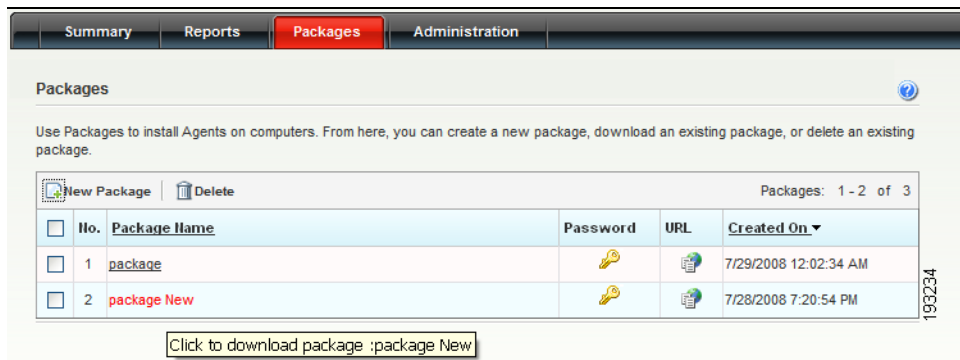 Summary Reports Packages Administration
Packages
Use Packages to install Agents on computers. From here, you can create a new package, download an existing package, or delete an existing
package.
New Package Delete Packages: 1 - 2 of 3
No. Package Name Password URL Created On
1 package 7/29/2008 12:02:34 AM
2 package New 7/28/2008 7:20:54 PM
Click to download package :package New
193234